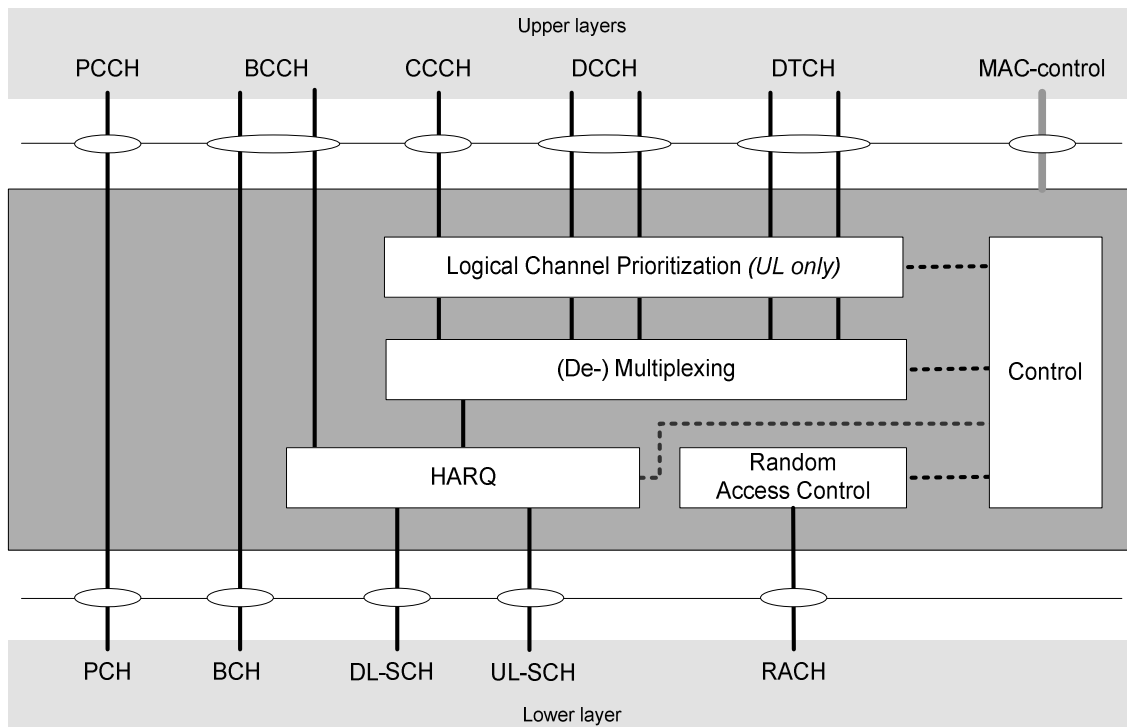 Upper layers
PCCH
BCCH
CCCH
DCCH
DTCH
MAC-control
Logical Channel Prioritization (UL only)
(De-) Multiplexing
Control
HARQ
Random
Access Control
PCH
BCH
DL-SCH
UL-SCH
RACH
Lower layer